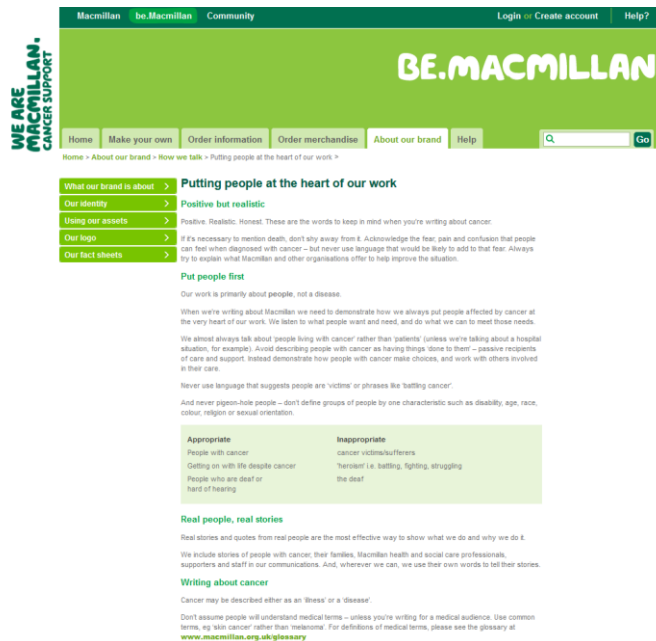 Macmillan be.Macmillan Community Login or Create account Help?
WE ARE
MACMILLAN.
CANCER SUPPORT
BE.MACMILLAN
Home Make your own Order information Order merchandise About our brand Help Go
Home > About our brand > How we talk > Putting people at the heart of our work >
What our brand is about >
Our identity >
Using our assets >
Our logo >
Our fact sheets >
Putting people at the heart of our work
Positive but realistic
Positive. Realistic. Honest. These are the words to keep in mind when you're writing about cancer.
If it's necessary to mention death, don't shy away from it. Acknowledge the fear, pain and confusion that people
can feel when diagnosed with cancer – but never use language that would be likely to add to that fear. Always
try to explain what Macmillan and other organisations offer to help improve the situation.
Put people first
Our work is primarily about people, not a disease.
When we're writing about Macmillan we need to demonstrate how we always put people affected by cancer at
the very heart of our work. We listen to what people want and need, and do what we can to meet those needs.
We almost always talk about 'people living with cancer' rather than 'patients' (unless we're talking about a hospital
situation, for example). Avoid describing people with cancer as having things 'done to them' – passive recipients
of care and support. Instead demonstrate how people with cancer make choices, and work with others involved
in their care.
Never use language that suggests people are 'victims' or phrases like 'battling cancer'.
And never pigeon-hole people – don't define groups of people by one characteristic such as disability, age, race,
colour, religion or sexual orientation.
Appropriate Inappropriate
People with cancer cancer victims/sufferers
Getting on with life despite cancer 'heroism' i.e. battling, fighting, struggling
People who are deaf or the deaf
hard of hearing
Real people, real stories
Real stories and quotes from real people are the most effective way to show what we do and why we do it.
We include stories of people with cancer, their families, Macmillan health and social care professionals,
supporters and staff in our communications. And, wherever we can, we use their own words to tell their stories.
Writing about cancer
Cancer may be described either as an 'illness' or a 'disease'.
Don't assume people will understand medical terms – unless you're writing for a medical audience. Use common
terms, eg 'skin cancer' rather than 'melanoma'. For definitions of medical terms, please see the glossary at
www.macmillan.org.uk/glossary